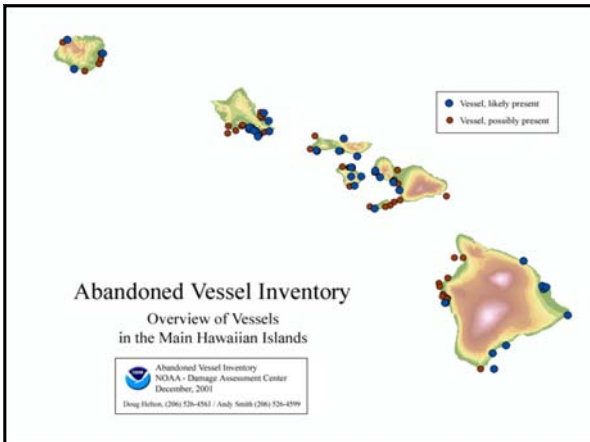 Vessel, likely present
Vessel, possibly present
Abandoned Vessel Inventory
Overview of Vessels
in the Main Hawaiian Islands
Abandoned Vessel Inventory
NOAA - Damage Assessment Center
December, 2001
Doug Helton, (206) 526-4563 / Andy Smith (206) 526-4599